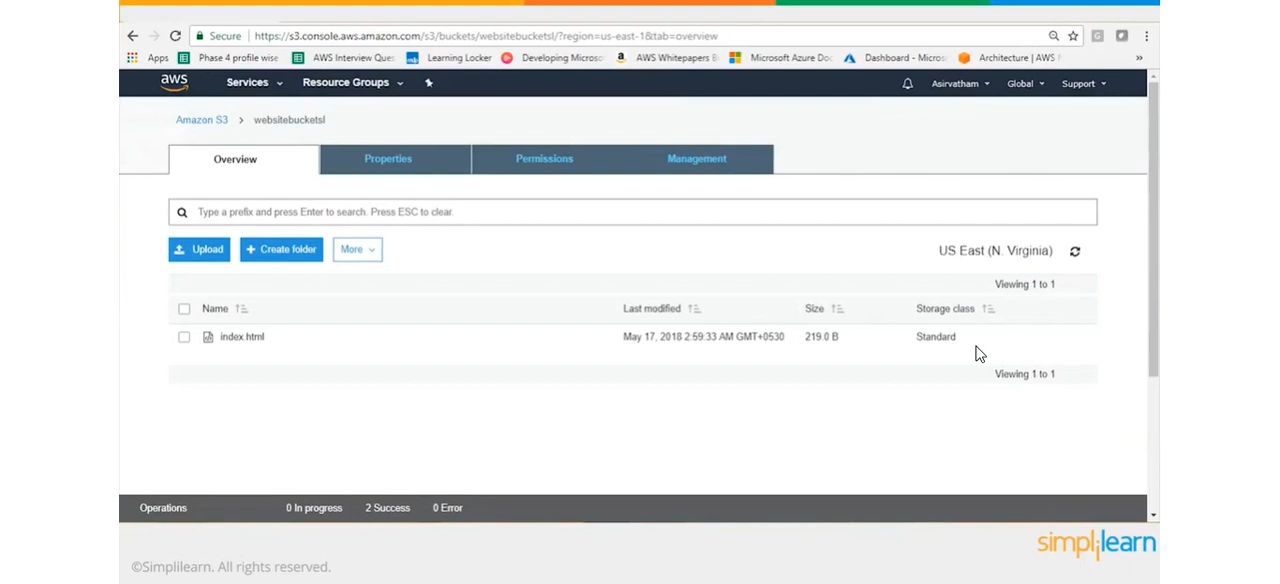 Secure https://s3.console.aws.amazon.com/s3/buckets/websitebucketsl/?region=us-east-1&tab=overview
Apps Phase 4 profile wise AWS Interview Ques Learning Locker Developing Microso AWS Whitepapers Microsoft Azure Doc Dashboard - Micros Architecture | AWS »
aws Services Resource Groups Asirvatham Global Support
Amazon S3 > websitebucketsl
Overview Properties Permissions Management
Type a prefix and press Enter to search. Press ESC to clear.
Upload + Create folder More US East (N. Virginia)
Viewing 1 to 1
Name Last modified Size Storage class
index.html May 17, 2018 2:59:33 AM GMT+0530 219.0 B Standard
Viewing 1 to 1
Operations 0 In progress 2 Success 0 Error
simplilearn
©Simplilearn. All rights reserved.